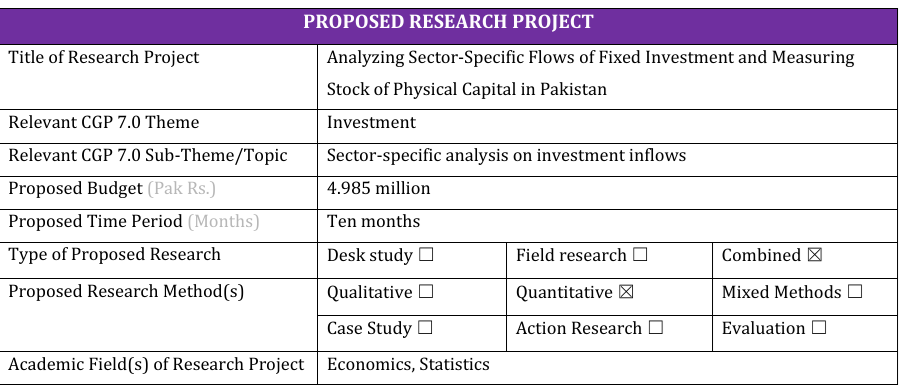 PROPOSED RESEARCH PROJECT
Title of Research Project
Analyzing Sector-Specific Flows of Fixed Investment and Measuring
Stock of Physical Capital in Pakistan
Relevant CGP 7.0 Theme
Investment
Relevant CGP 7.0 Sub-Theme/Topic
Sector-specific analysis on investment inflows
Proposed Budget (Pak Rs.)
4.985 million
Proposed Time Period (Months)
Ten months
Type of Proposed Research
Desk study ☐
Field research ☐
Combined ☒
Proposed Research Method(s)
Qualitative ☐
Quantitative ☒
Mixed Methods ☐
Case Study ☐
Action Research ☐
Evaluation ☐
Academic Field(s) of Research Project
Economics, Statistics